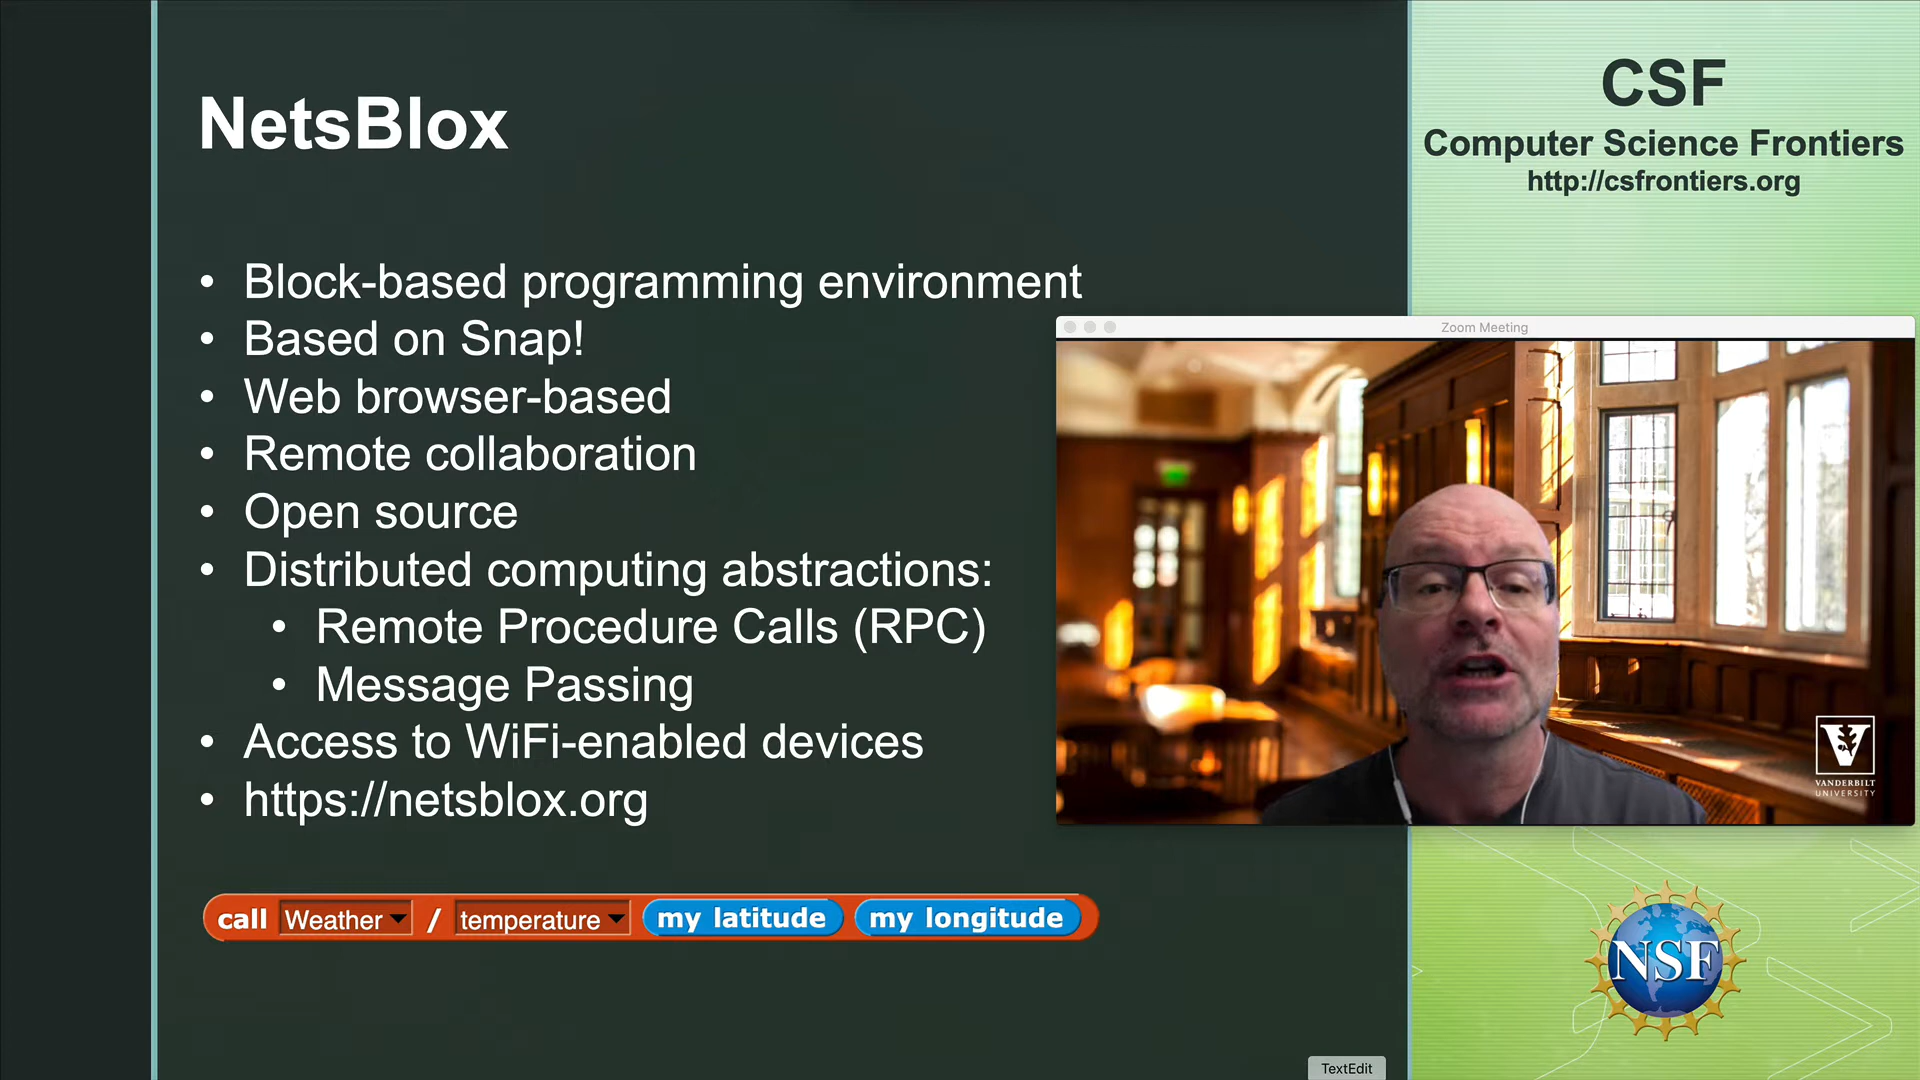 NetsBlox
• Block-based programming environment
• Based on Snap!
• Web browser-based
• Remote collaboration
• Open source
• Distributed computing abstractions:
• Remote Procedure Calls (RPC)
• Message Passing
• Access to WiFi-enabled devices
• https://netsblox.org
call Weather / temperature my latitude my longitude
CSF
Computer Science Frontiers
http://csfrontiers.org
Zoom Meeting
V
VANDERBILT
UNIVERSITY
NSF
TextEdit